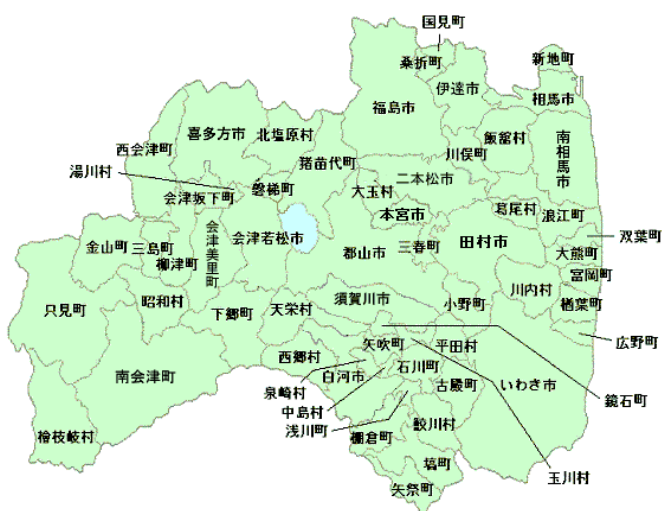 国見町
桑折町
新地町
伊達市
相馬市
福島市
喜多方市
北塩原村
飯舘村
南相馬市
西会津町
猪苗代町
川俣町
湯川村
二本松市
磐梯町
大玉村
会津坂下町
葛尾村
本宮市
浪江町
双葉町
会津美里町
会津若松市
田村市
金山町
三島町
郡山市
三春町
大熊町
柳津町
富岡町
川内村
昭和村
須賀川市
楢葉町
只見町
下郷町
天栄村
小野町
広野町
矢吹町
平田村
西郷村
石川町
南会津町
白河市
古殿町
いわき市
泉崎村
鏡石町
中島村
浅川町
鮫川村
檜枝岐村
棚倉町
塙町
玉川村
矢祭町